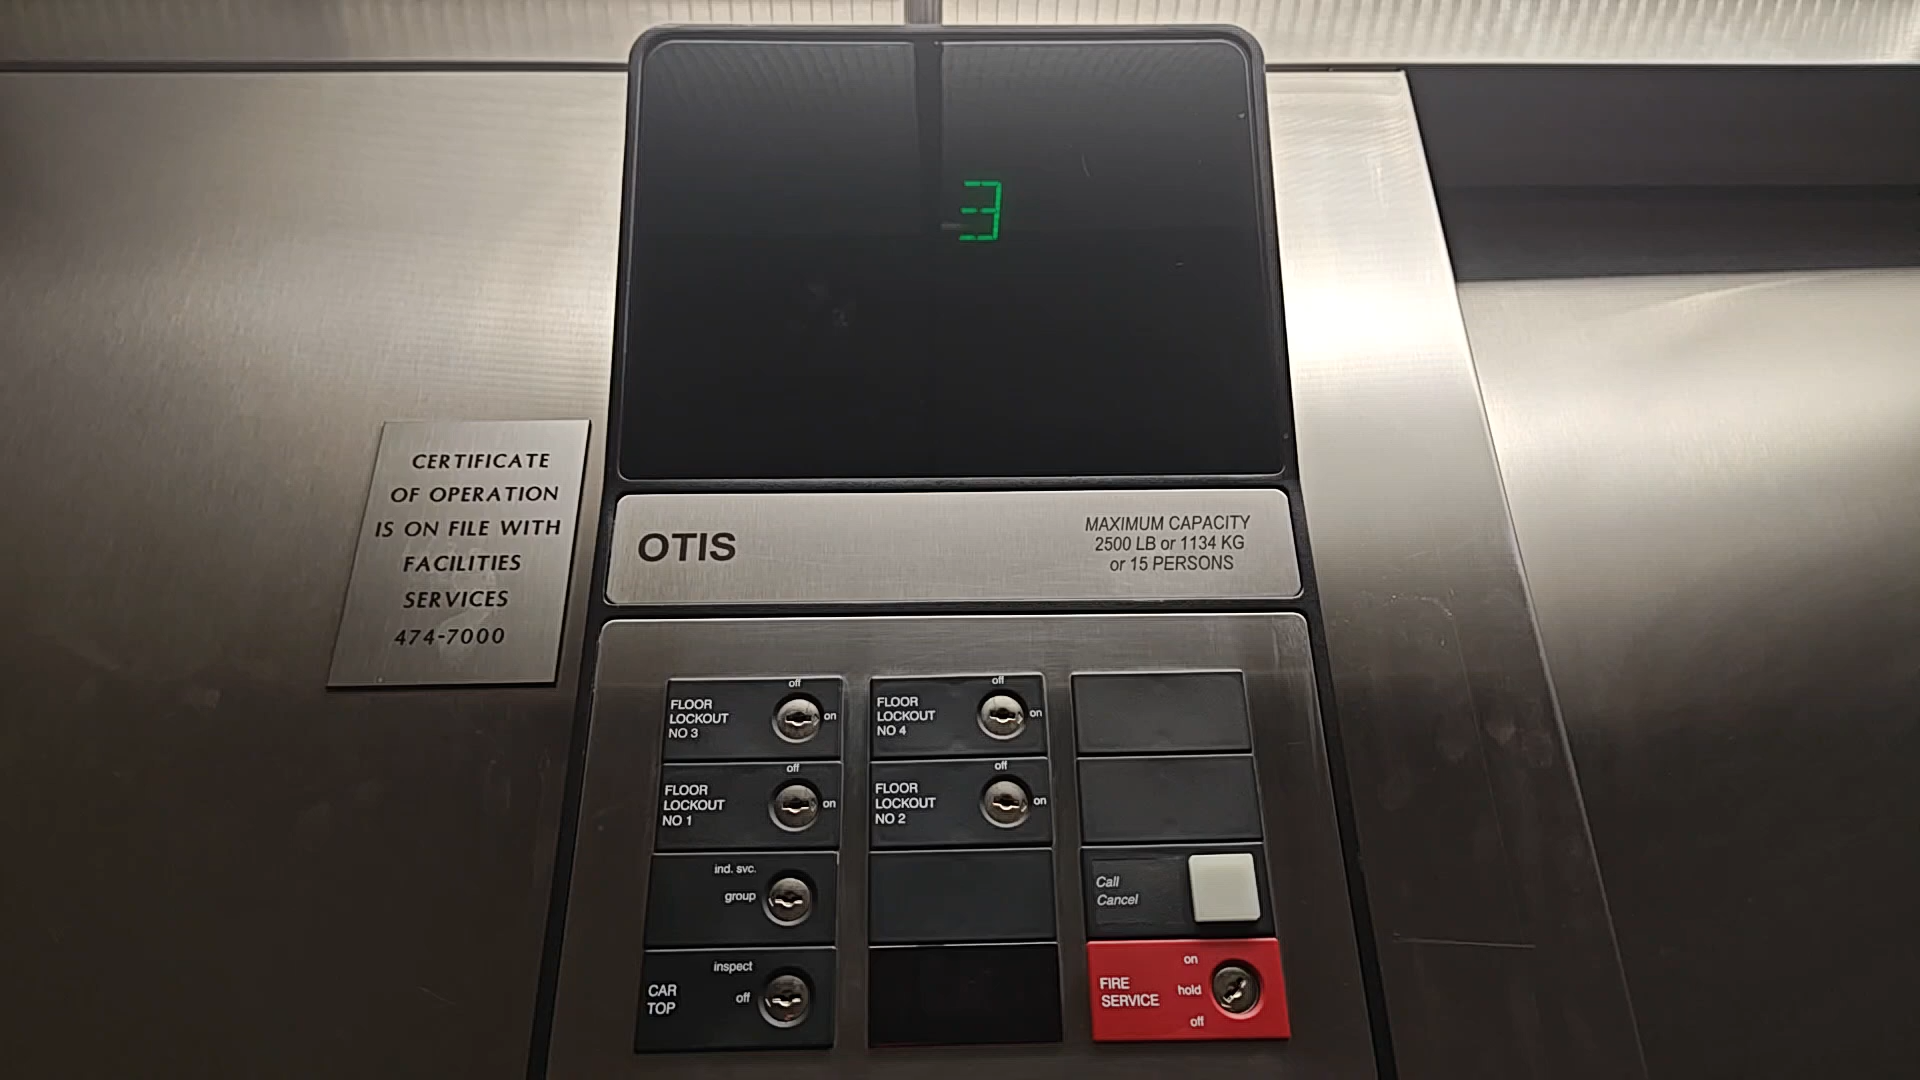 3
CERTIFICATE
OF OPERATION
IS ON FILE WITH
FACILITIES
SERVICES
474-7000
OTIS
MAXIMUM CAPACITY
2500 LB or 1134 KG
or 15 PERSONS
FLOOR
LOCKOUT
NO 3
off
on
FLOOR
LOCKOUT
NO 4
off
on
FLOOR
LOCKOUT
NO 1
off
on
FLOOR
LOCKOUT
NO 2
off
on
ind. svc.
group
Call
Cancel
CAR
TOP
inspect
off
FIRE
SERVICE
on
hold
off